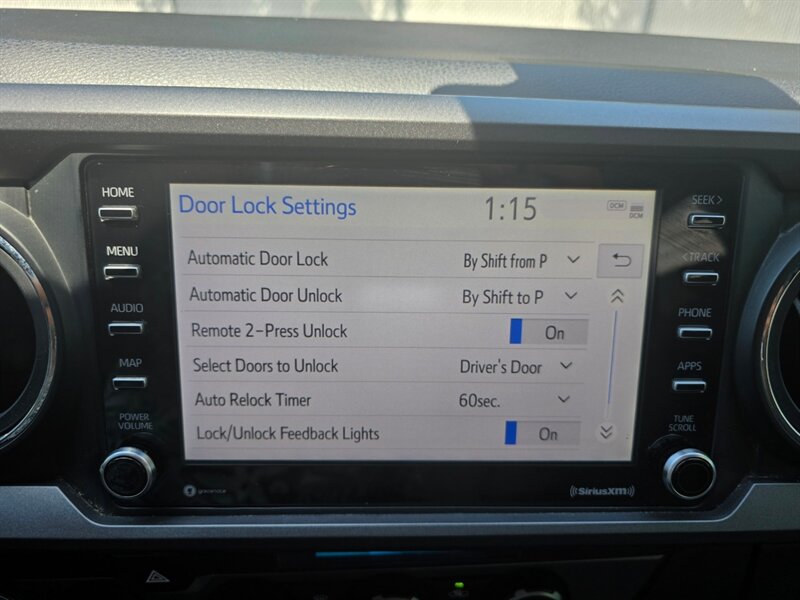 HOME
MENU
AUDIO
MAP
POWER
VOLUME
Door Lock Settings 1:15 DCM DCM
Automatic Door Lock By Shift from P
Automatic Door Unlock By Shift to P
Remote 2-Press Unlock On
Select Doors to Unlock Driver's Door
Auto Relock Timer 60sec.
Lock/Unlock Feedback Lights On
SEEK >
< TRACK
PHONE
APPS
TUNE
SCROLL
gracenote
((SiriusXM))